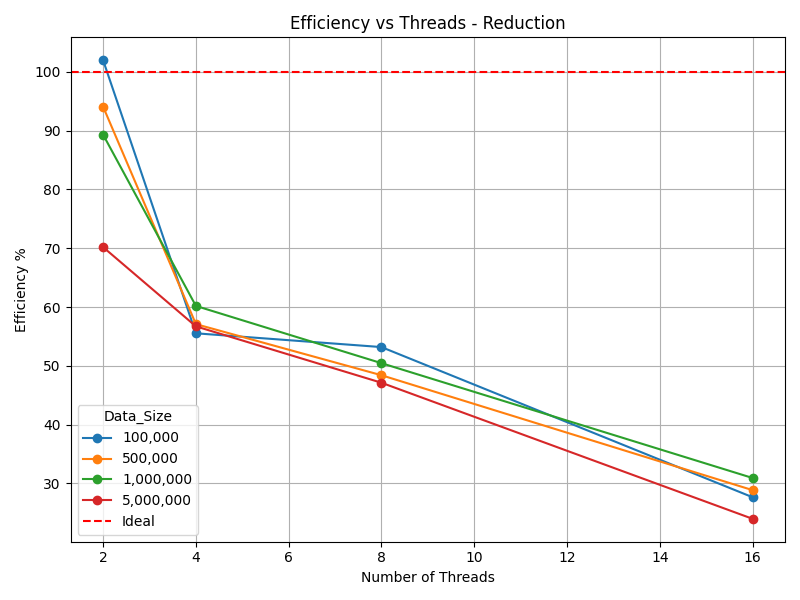 Efficiency vs Threads - Reduction
Efficiency %
100
90
80
70
60
50
40
30
Data_Size
100,000
500,000
1,000,000
5,000,000
Ideal
2 4 6 8 10 12 14 16
Number of Threads